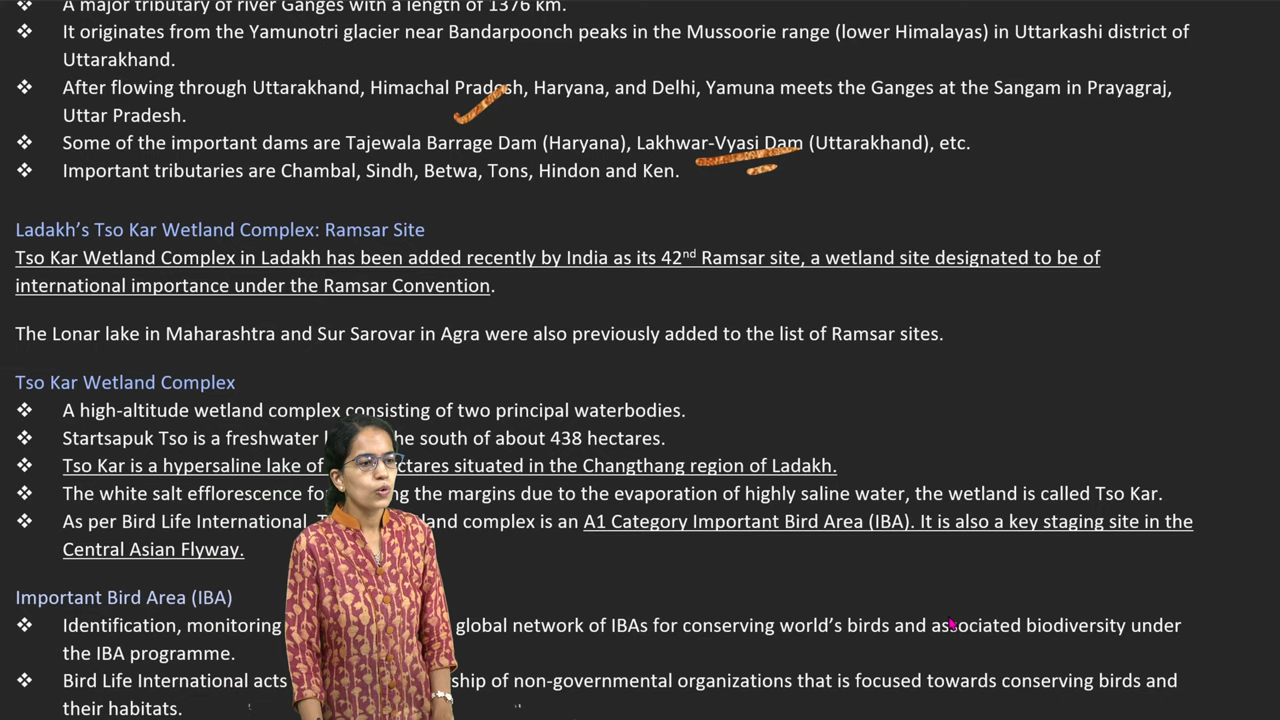 ❖ A major tributary of river Ganges with a length of 1376 km.
❖ It originates from the Yamunotri glacier near Bandarpoonch peaks in the Mussoorie range (lower Himalayas) in Uttarkashi district of
Uttarakhand.
❖ After flowing through Uttarakhand, Himachal Pradesh, Haryana, and Delhi, Yamuna meets the Ganges at the Sangam in Prayagraj,
Uttar Pradesh.
❖ Some of the important dams are Tajewala Barrage Dam (Haryana), Lakhwar-Vyasi Dam (Uttarakhand), etc.
❖ Important tributaries are Chambal, Sindh, Betwa, Tons, Hindon and Ken.
Ladakh's Tso Kar Wetland Complex: Ramsar Site
Tso Kar Wetland Complex in Ladakh has been added recently by India as its 42nd Ramsar site, a wetland site designated to be of
international importance under the Ramsar Convention.
The Lonar lake in Maharashtra and Sur Sarovar in Agra were also previously added to the list of Ramsar sites.
Tso Kar Wetland Complex
❖ A high-altitude wetland complex consisting of two principal waterbodies.
❖ Startsapuk Tso is a freshwater the south of about 438 hectares.
❖ Tso Kar is a hypersaline lake of situated in the Changthang region of Ladakh.
❖ The white salt efflorescence the margins due to the evaporation of highly saline water, the wetland is called Tso Kar.
❖ As per Bird Life International, complex is an A1 Category Important Bird Area (IBA). It is also a key staging site in the
Central Asian Flyway.
Important Bird Area (IBA)
❖ Identification, monitoring global network of IBAs for conserving world's birds and associated biodiversity under
the IBA programme.
❖ Bird Life International acts of non-governmental organizations that is focused towards conserving birds and
their habitats.